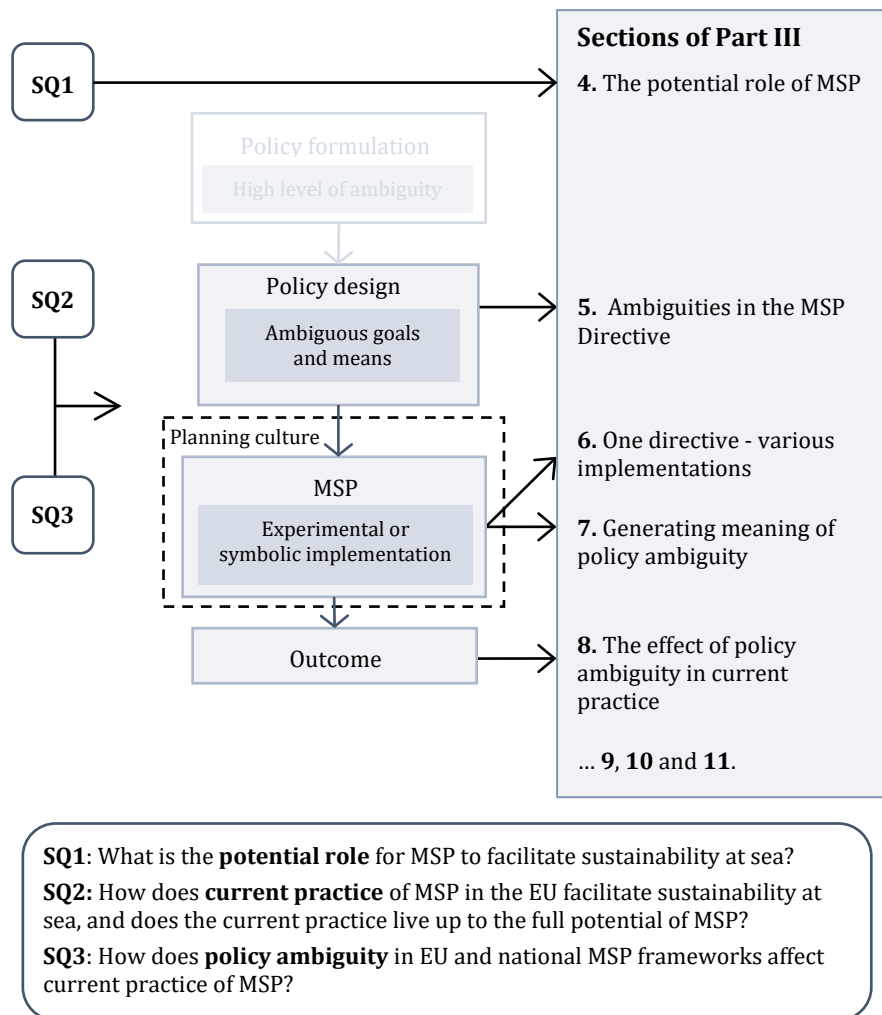 Sections of Part III
SQ1
4. The potential role of MSP
Policy formulation
High level of ambiguity
SQ2
Policy design
Ambiguous goals
and means
5. Ambiguities in the MSP
Directive
Planning culture
6. One directive - various
implementations
SQ3
MSP
Experimental or
symbolic implementation
7. Generating meaning of
policy ambiguity
Outcome
8. The effect of policy
ambiguity in current
practice
... 9, 10 and 11.
SQ1: What is the potential role for MSP to facilitate sustainability at sea?
SQ2: How does current practice of MSP in the EU facilitate sustainability at
sea, and does the current practice live up to the full potential of MSP?
SQ3: How does policy ambiguity in EU and national MSP frameworks affect
current practice of MSP?